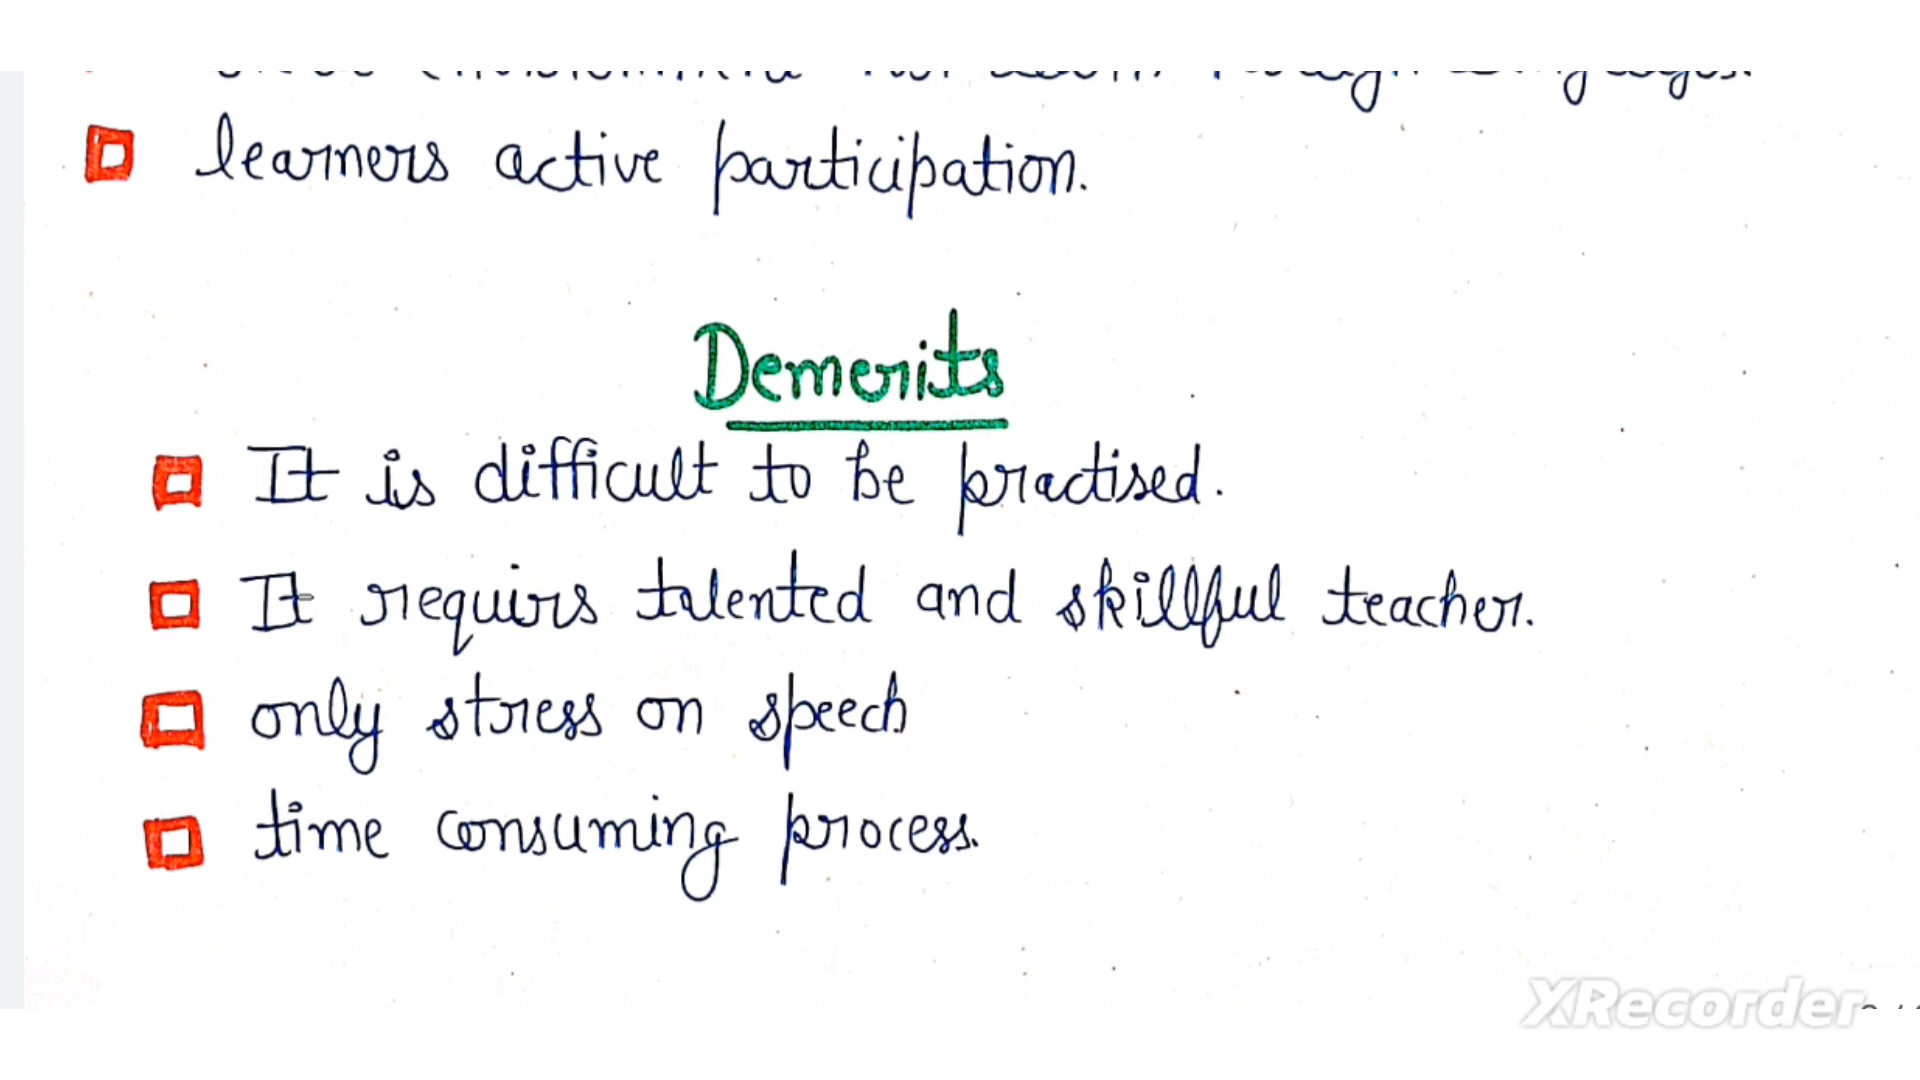 learners active participation.
Demerits
It is difficult to be practised.
It requirs talented and skillful teacher.
only stress on speech
time consuming process.
XRecorder